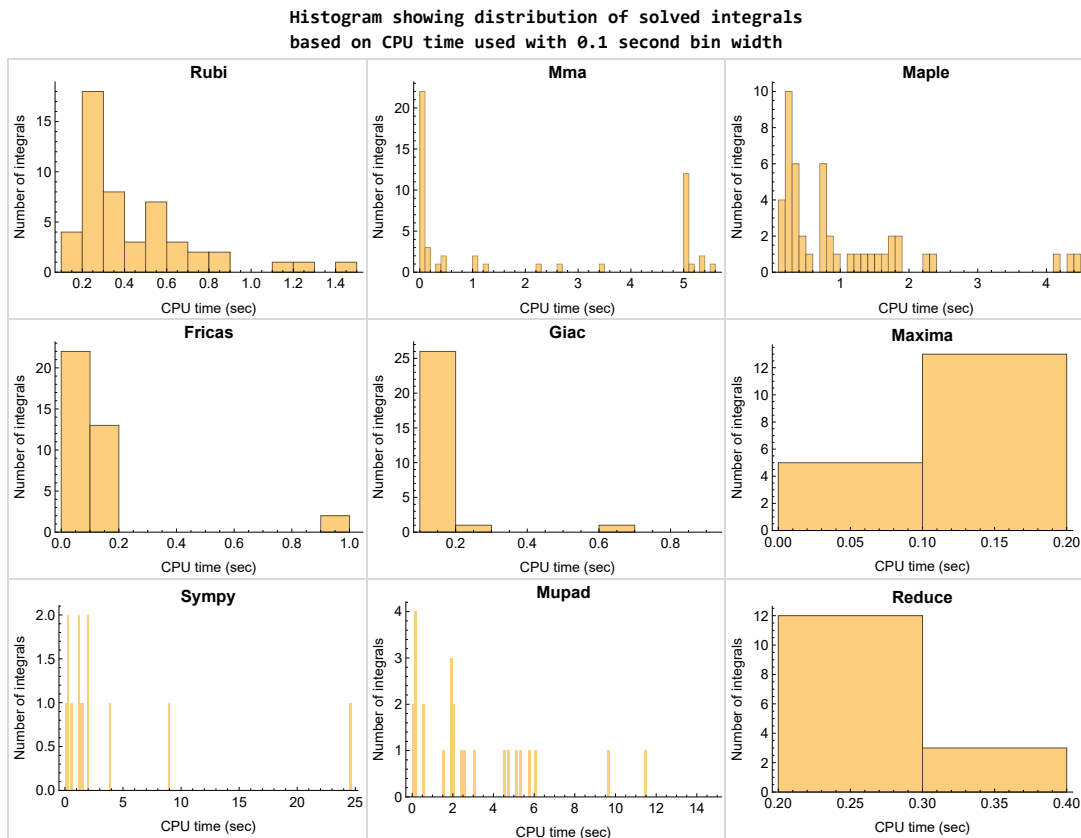 Histogram showing distribution of solved integrals
based on CPU time used with 0.1 second bin width
Rubi
Number of integrals
15
10
5
0
0.2 0.4 0.6 0.8 1.0 1.2 1.4
CPU time (sec)
Mma
Number of integrals
20
15
10
5
0
0 1 2 3 4 5
CPU time (sec)
Maple
Number of integrals
10
8
6
4
2
0
1 2 3 4
CPU time (sec)
Fricas
Number of integrals
20
15
10
5
0
0.0 0.2 0.4 0.6 0.8 1.0
CPU time (sec)
Giac
Number of integrals
25
20
15
10
5
0
0.2 0.4 0.6 0.8
CPU time (sec)
Maxima
Number of integrals
12
10
8
6
4
2
0
0.00 0.05 0.10 0.15 0.20
CPU time (sec)
Sympy
Number of integrals
2.0
1.5
1.0
0.5
0.0
0 5 10 15 20 25
CPU time (sec)
Mupad
Number of integrals
4
3
2
1
0
0 2 4 6 8 10 12 14
CPU time (sec)
Reduce
Number of integrals
12
10
8
6
4
2
0
0.20 0.25 0.30 0.35 0.40
CPU time (sec)